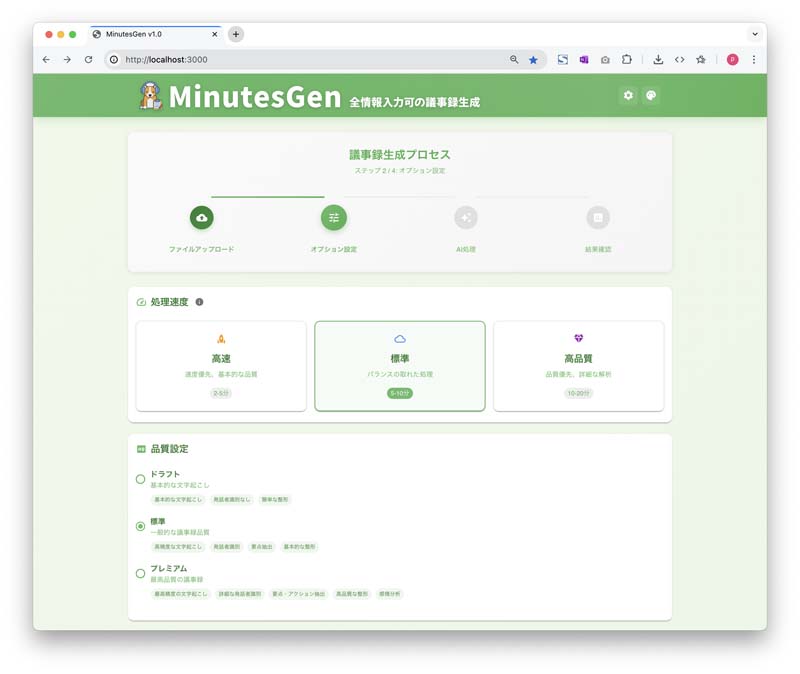 MinutesGen v1.0
http://localhost:3000
P
MinutesGen 全情報入力可の議事録生成
議事録生成プロセス
ステップ 2 / 4: オプション設定
ファイルアップロード
オプション設定
AI処理
結果確認
処理速度
高速
速度優先、基本的な品質
2-5分
標準
バランスの取れた処理
5-10分
高品質
品質優先、詳細な解析
10-20分
品質設定
ドラフト
基本的な文字起こし
基本的な文字起こし 発話者識別なし 簡単な整形
標準
一般的な議事録品質
高精度な文字起こし 発話者識別 要点抽出 基本的な整形
プレミアム
最高品質の議事録
最高精度の文字起こし 詳細な発話者識別 要点・アクション抽出 高品質な整形 感情分析